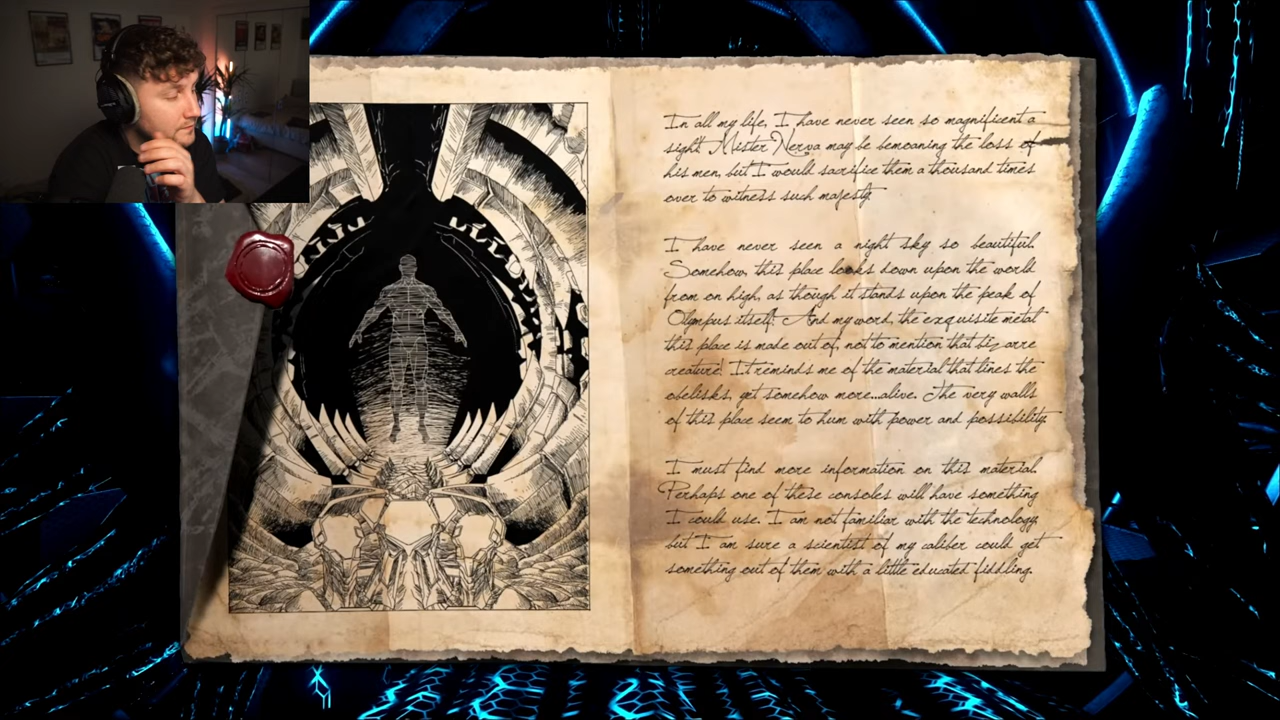 In all my life, I have never seen so magnificent a
sight. Mister Nerva may be bemoaning the loss of
his men, but I would sacrifice them a thousand times
over to witness such majesty.
I have never seen a night sky so beautiful.
Somehow, this place looks down upon the world
from on high, as though it stands upon the peak of
Olympus itself. And my word, the exquisite metal
this place is made out of, not to mention that bizarre
creature! It reminds me of the material that lines the
obelisks, yet somehow more...alive. The very walls
of this place seem to hum with power and possibility.
I must find more information on this material.
Perhaps one of these consoles will have something
I could use. I am not familiar with the technology,
but I am sure a scientist of my caliber could get
something out of them with a little educated fiddling.